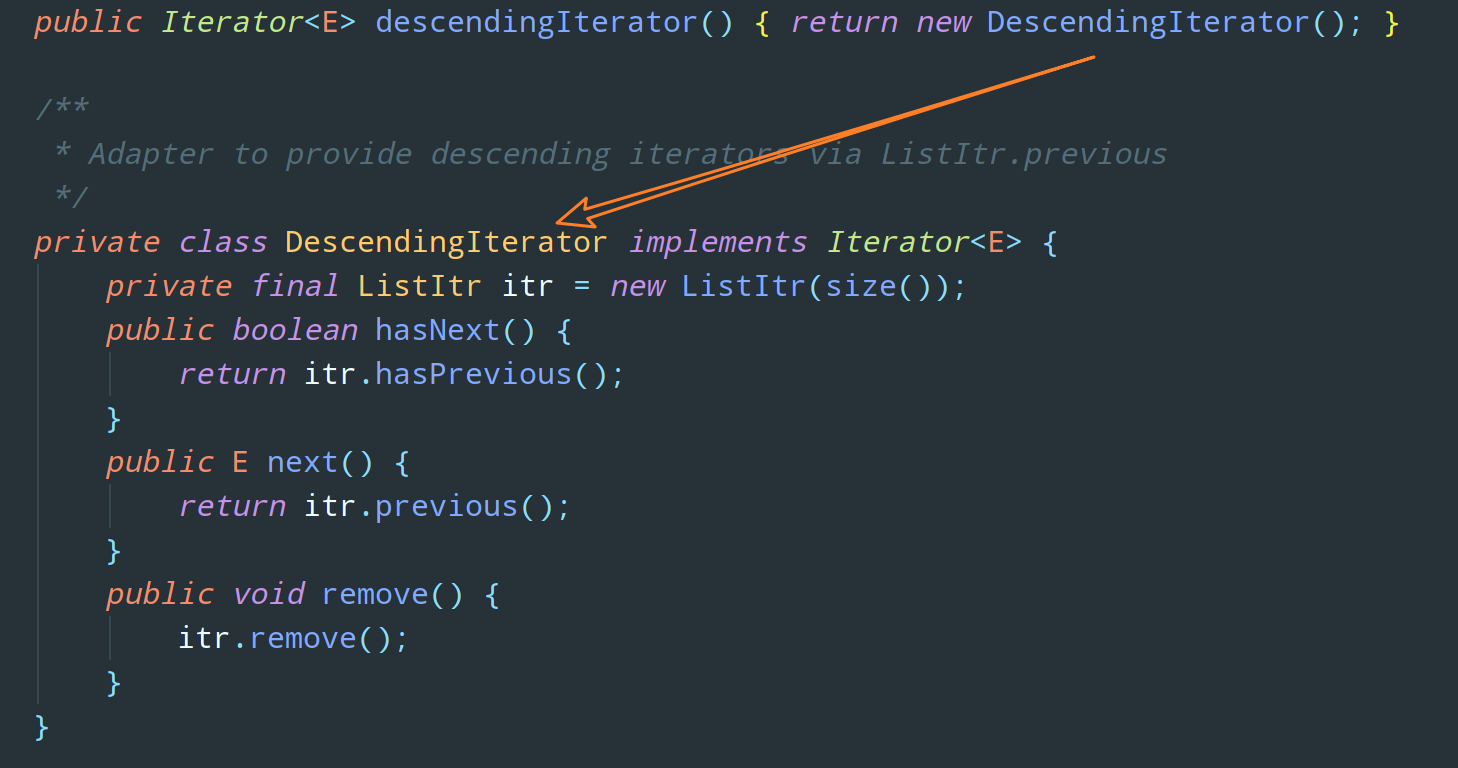 public Iterator<E> descendingIterator() { return new DescendingIterator(); }
/**
* Adapter to provide descending iterators via ListItr.previous
*/
private class DescendingIterator implements Iterator<E> {
private final ListItr itr = new ListItr(size());
public boolean hasNext() {
return itr.hasPrevious();
}
public E next() {
return itr.previous();
}
public void remove() {
itr.remove();
}
}